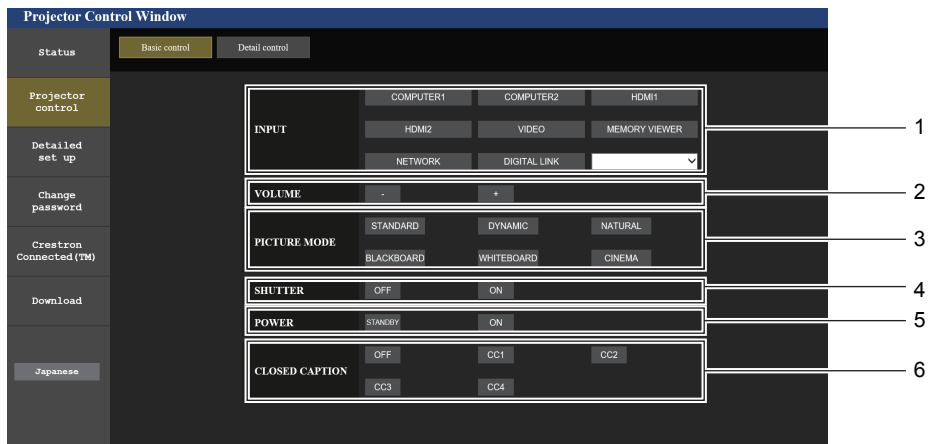 Projector Control Window
Status
Basic control
Detail control
Projector
control
Detailed
set up
Change
password
Crestron
Connected(TM)
Download
Japanese
INPUT
COMPUTER1 COMPUTER2 HDMI1
HDMI2 VIDEO MEMORY VIEWER
NETWORK DIGITAL LINK
1
VOLUME - +
2
PICTURE MODE
STANDARD DYNAMIC NATURAL
BLACKBOARD WHITEBOARD CINEMA
3
SHUTTER OFF ON
4
POWER STANDBY ON
5
CLOSED CAPTION
OFF CC1 CC2
CC3 CC4
6